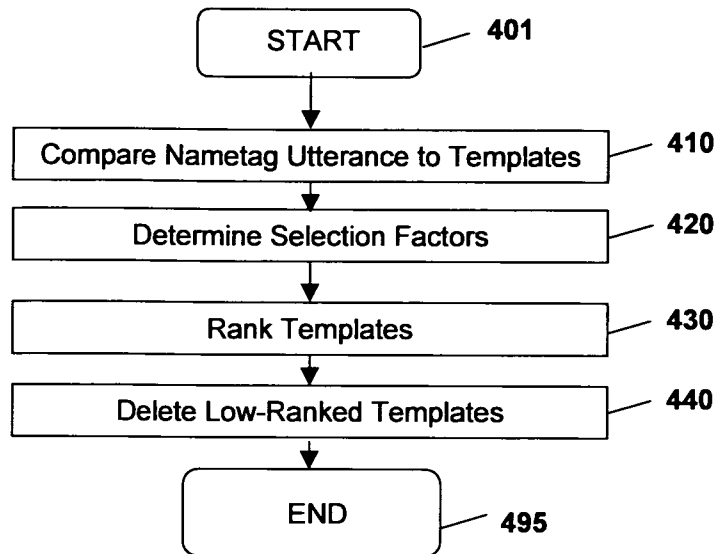 START
401
Compare Nametag Utterance to Templates
410
Determine Selection Factors
420
Rank Templates
430
Delete Low-Ranked Templates
440
END
495